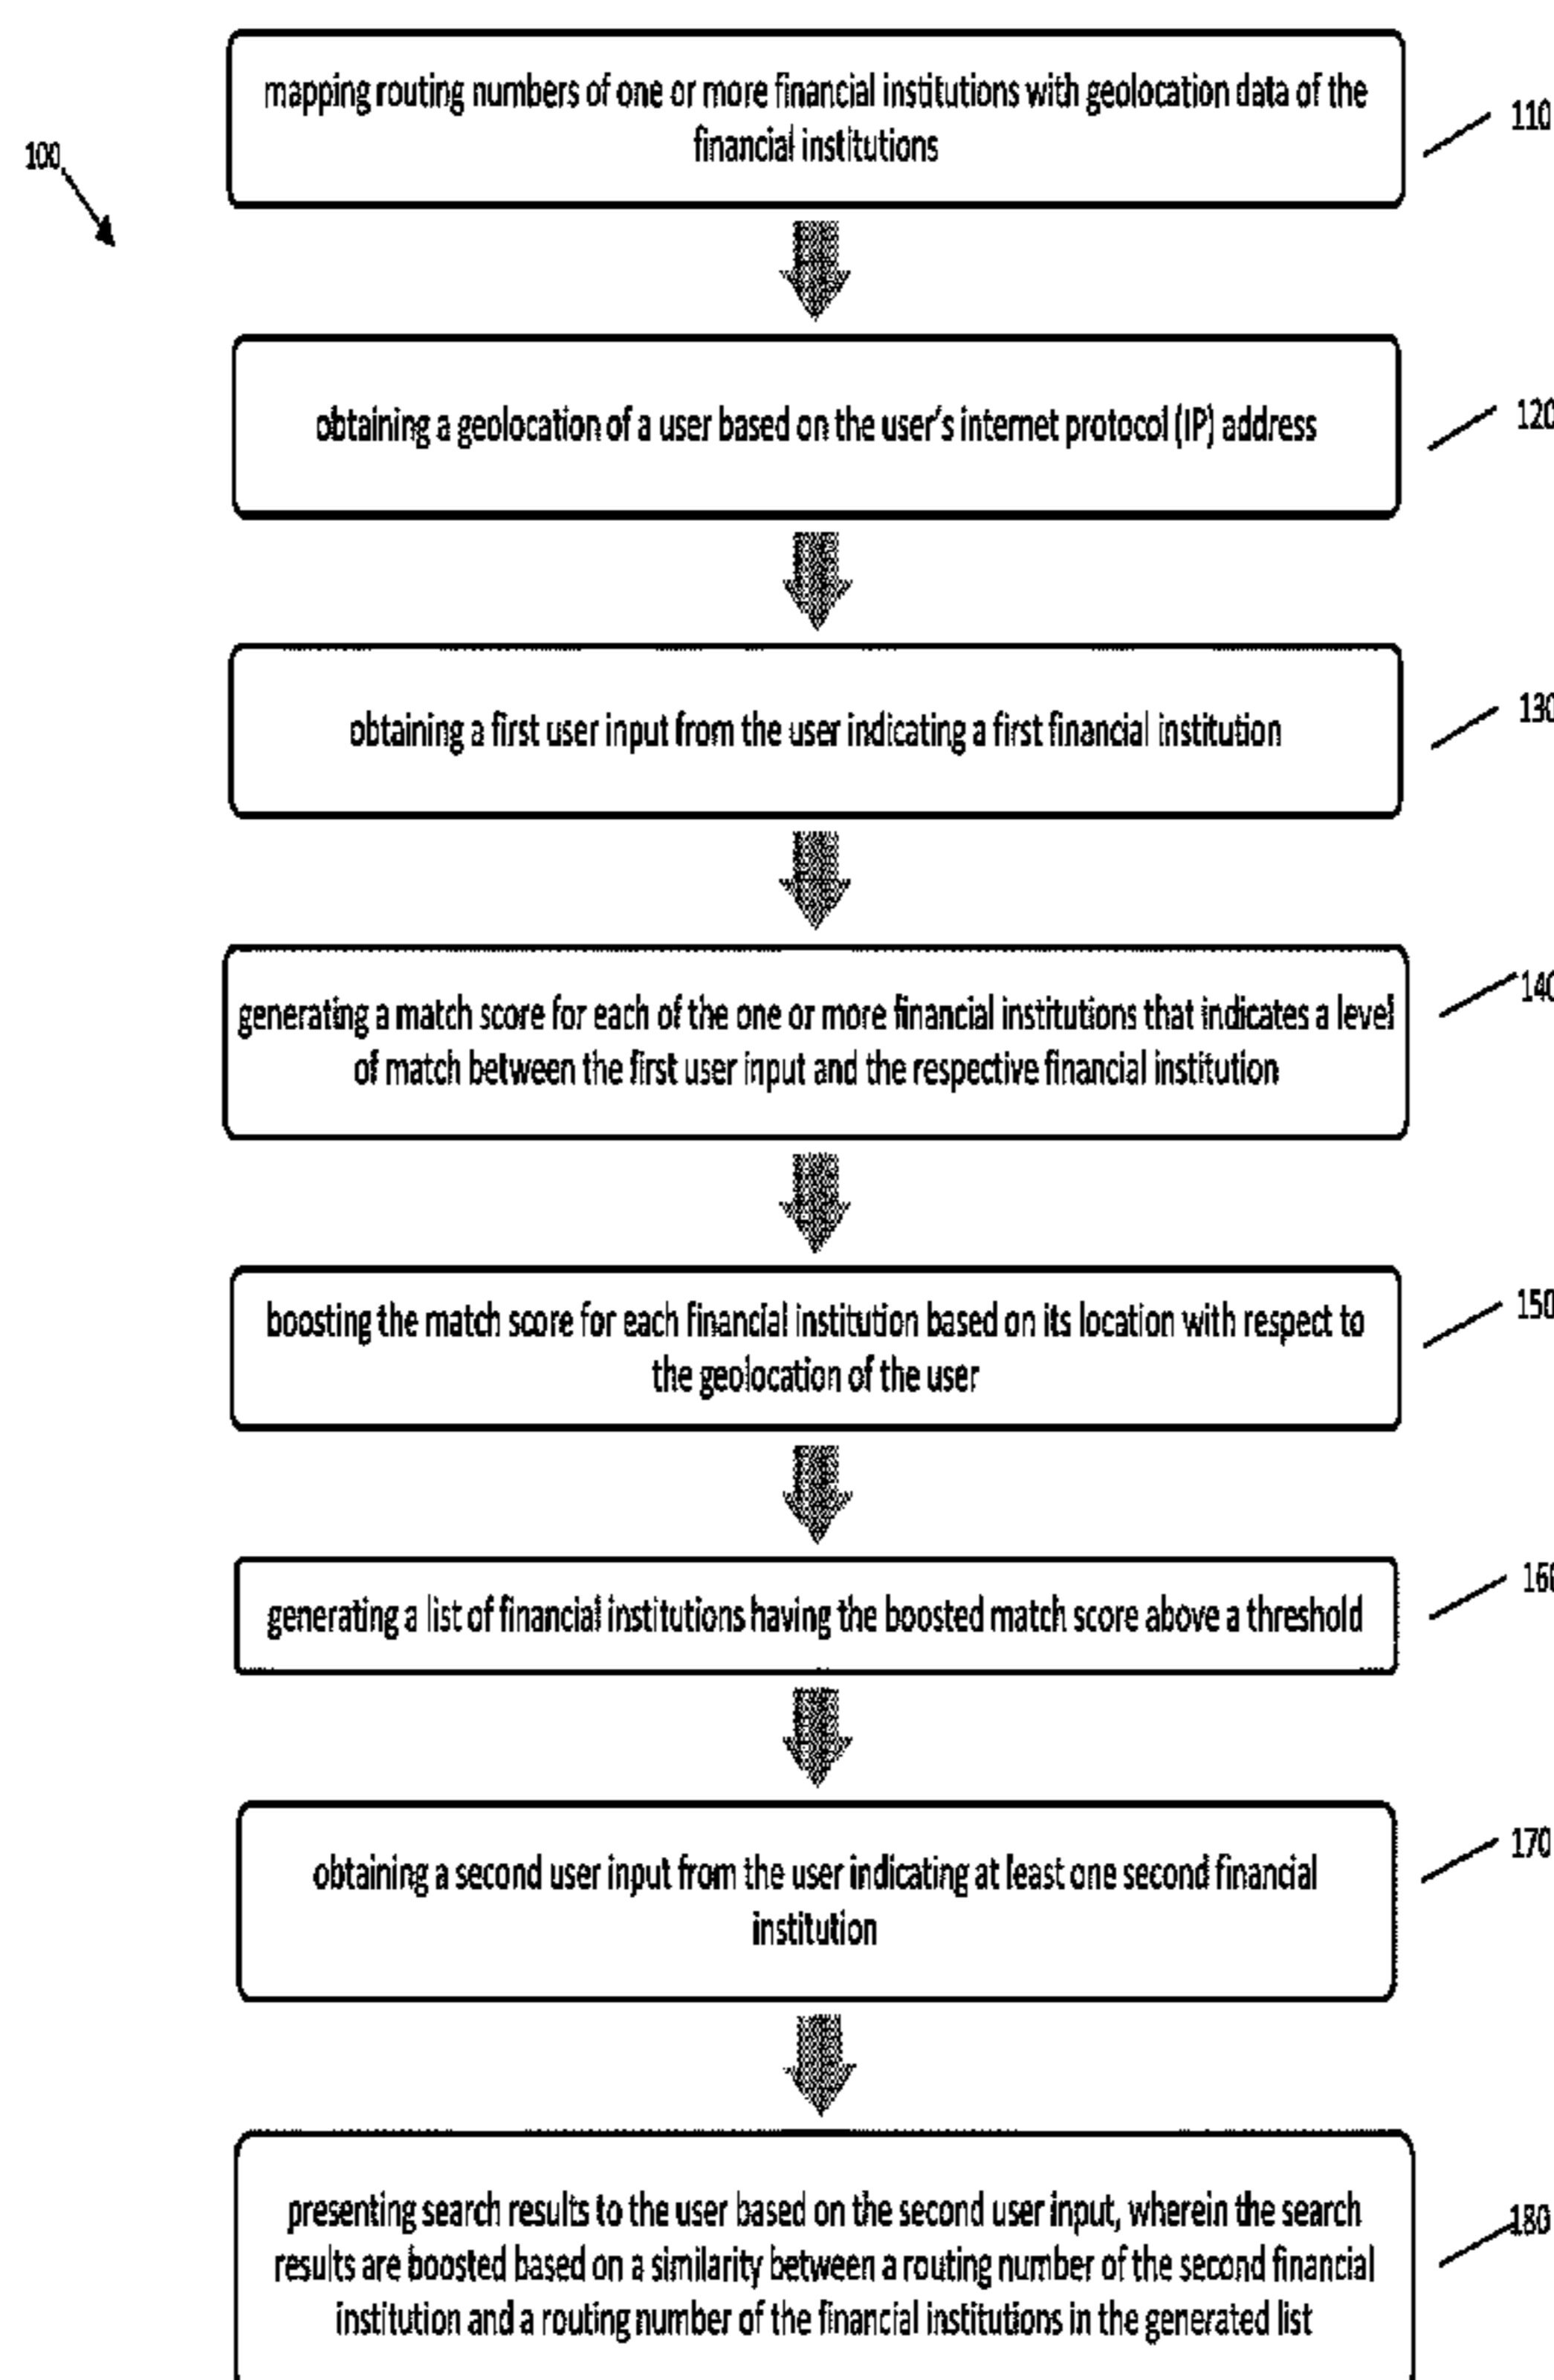 100
mapping routing numbers of one or more financial institutions with geolocation data of the
financial institutions
110
obtaining a geolocation of a user based on the user's internet protocol (IP) address
120
obtaining a first user input from the user indicating a first financial institution
130
generating a match score for each of the one or more financial institutions that indicates a level
of match between the first user input and the respective financial institution
140
boosting the match score for each financial institution based on its location with respect to
the geolocation of the user
150
generating a list of financial institutions having the boosted match score above a threshold
160
obtaining a second user input from the user indicating at least one second financial
institution
170
presenting search results to the user based on the second user input, wherein the search
results are boosted based on a similarity between a routing number of the second financial
institution and a routing number of the financial institutions in the generated list
180